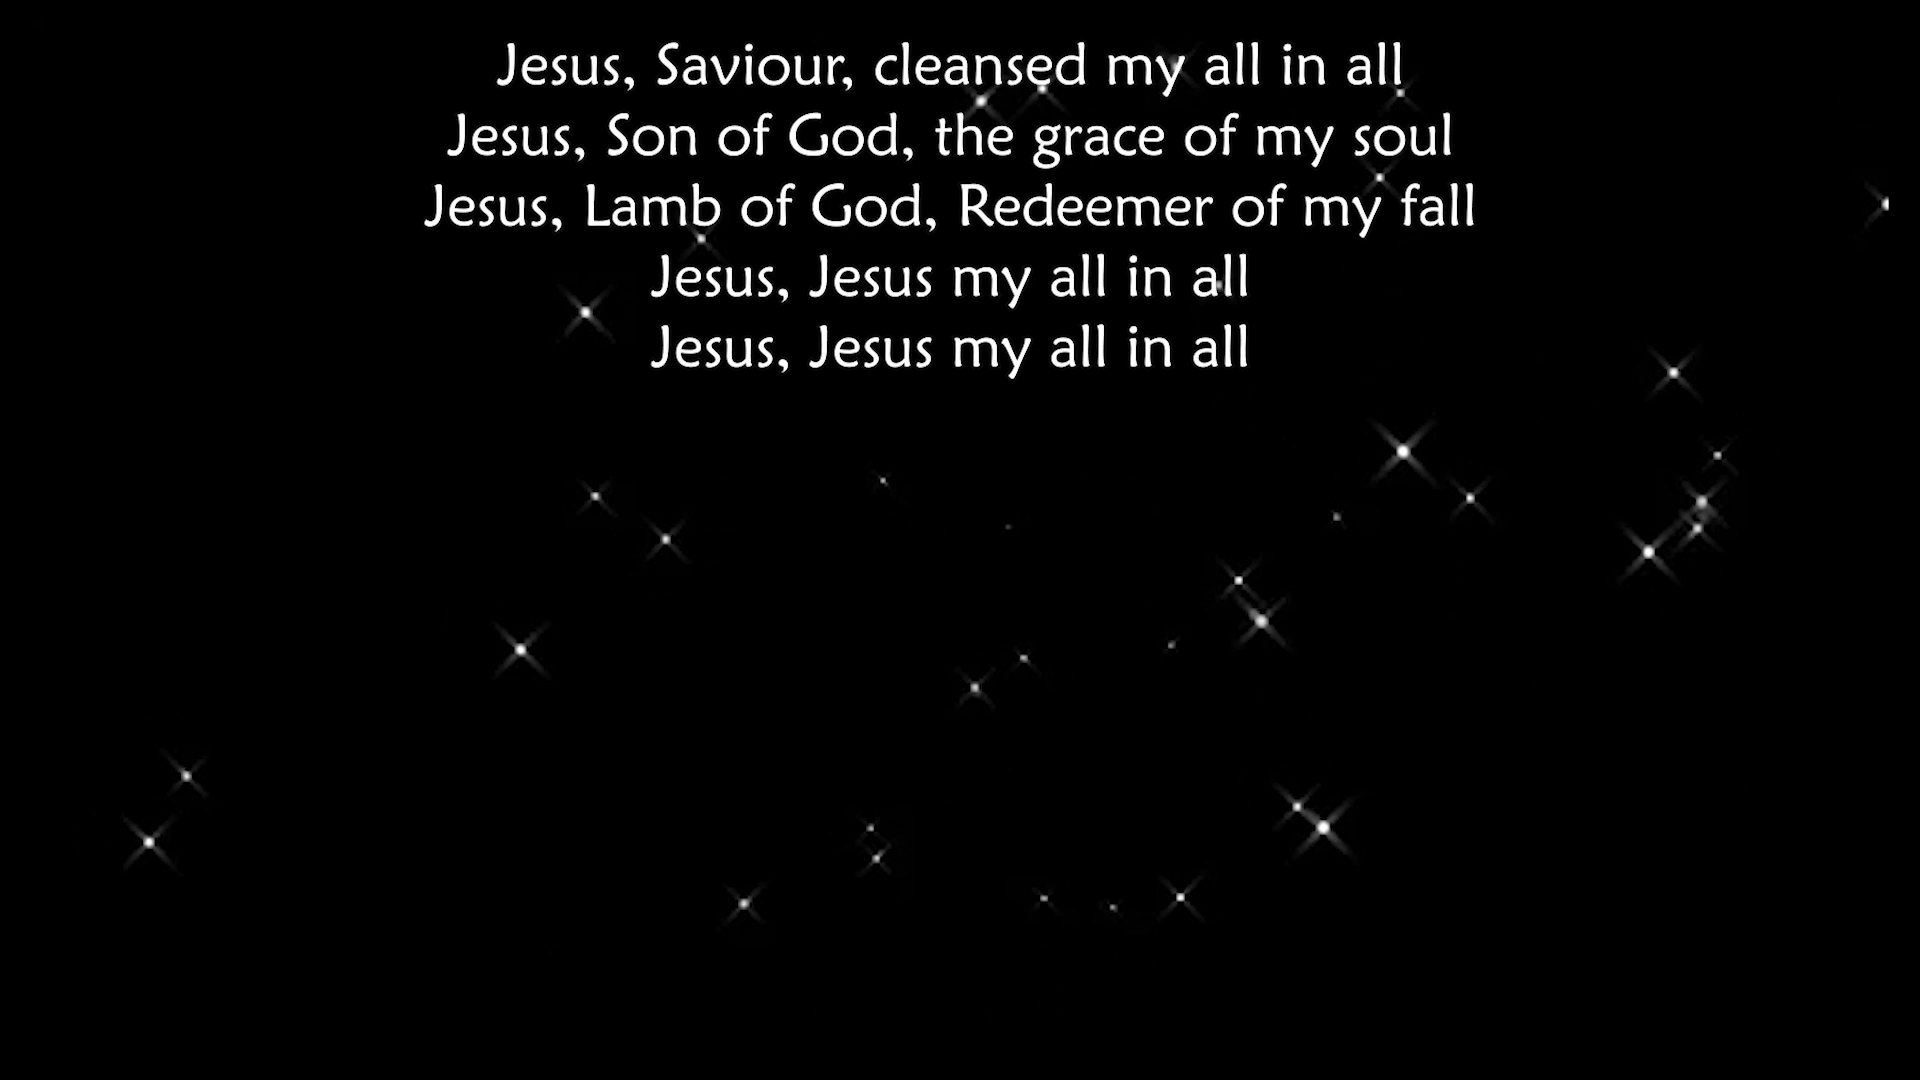 Jesus, Saviour, cleansed my all in all
Jesus, Son of God, the grace of my soul
Jesus, Lamb of God, Redeemer of my fall
Jesus, Jesus my all in all
Jesus, Jesus my all in all